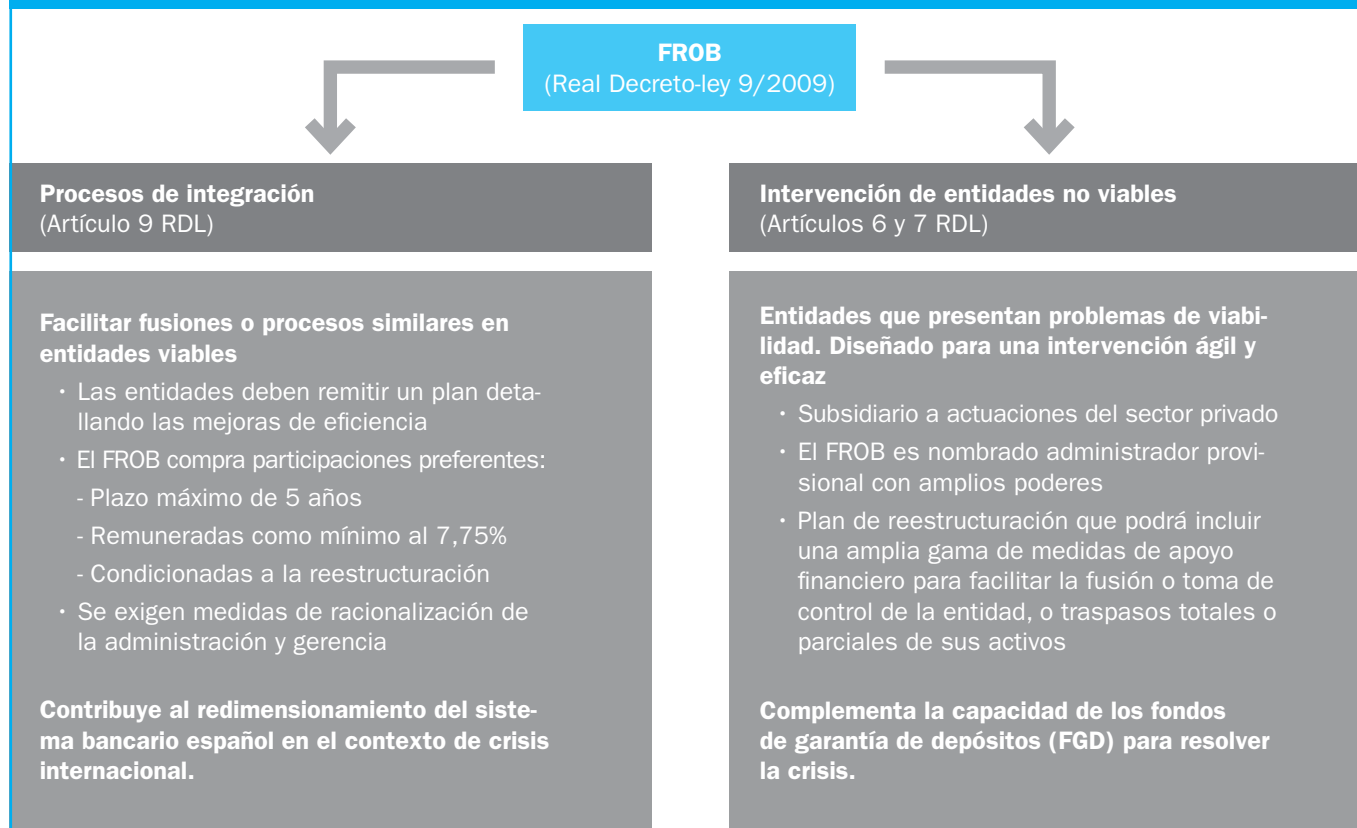 FROB
(Real Decreto-ley 9/2009)
Procesos de integración
(Artículo 9 RDL)
Facilitar fusiones o procesos similares en
entidades viables
· Las entidades deben remitir un plan deta-
llando las mejoras de eficiencia
· El FROB compra participaciones preferentes:
- Plazo máximo de 5 años
- Remuneradas como mínimo al 7,75%
- Condicionadas a la reestructuración
· Se exigen medidas de racionalización de
la administración y gerencia
Contribuye al redimensionamiento del siste-
ma bancario español en el contexto de crisis
internacional.
Intervención de entidades no viables
(Artículos 6 y 7 RDL)
Entidades que presentan problemas de viabi-
lidad. Diseñado para una intervención ágil y
eficaz
· Subsidiario a actuaciones del sector privado
· El FROB es nombrado administrador provi-
sional con amplios poderes
· Plan de reestructuración que podrá incluir
una amplia gama de medidas de apoyo
financiero para facilitar la fusión o toma de
control de la entidad, o traspasos totales o
parciales de sus activos
Complementa la capacidad de los fondos
de garantía de depósitos (FGD) para resolver
la crisis.